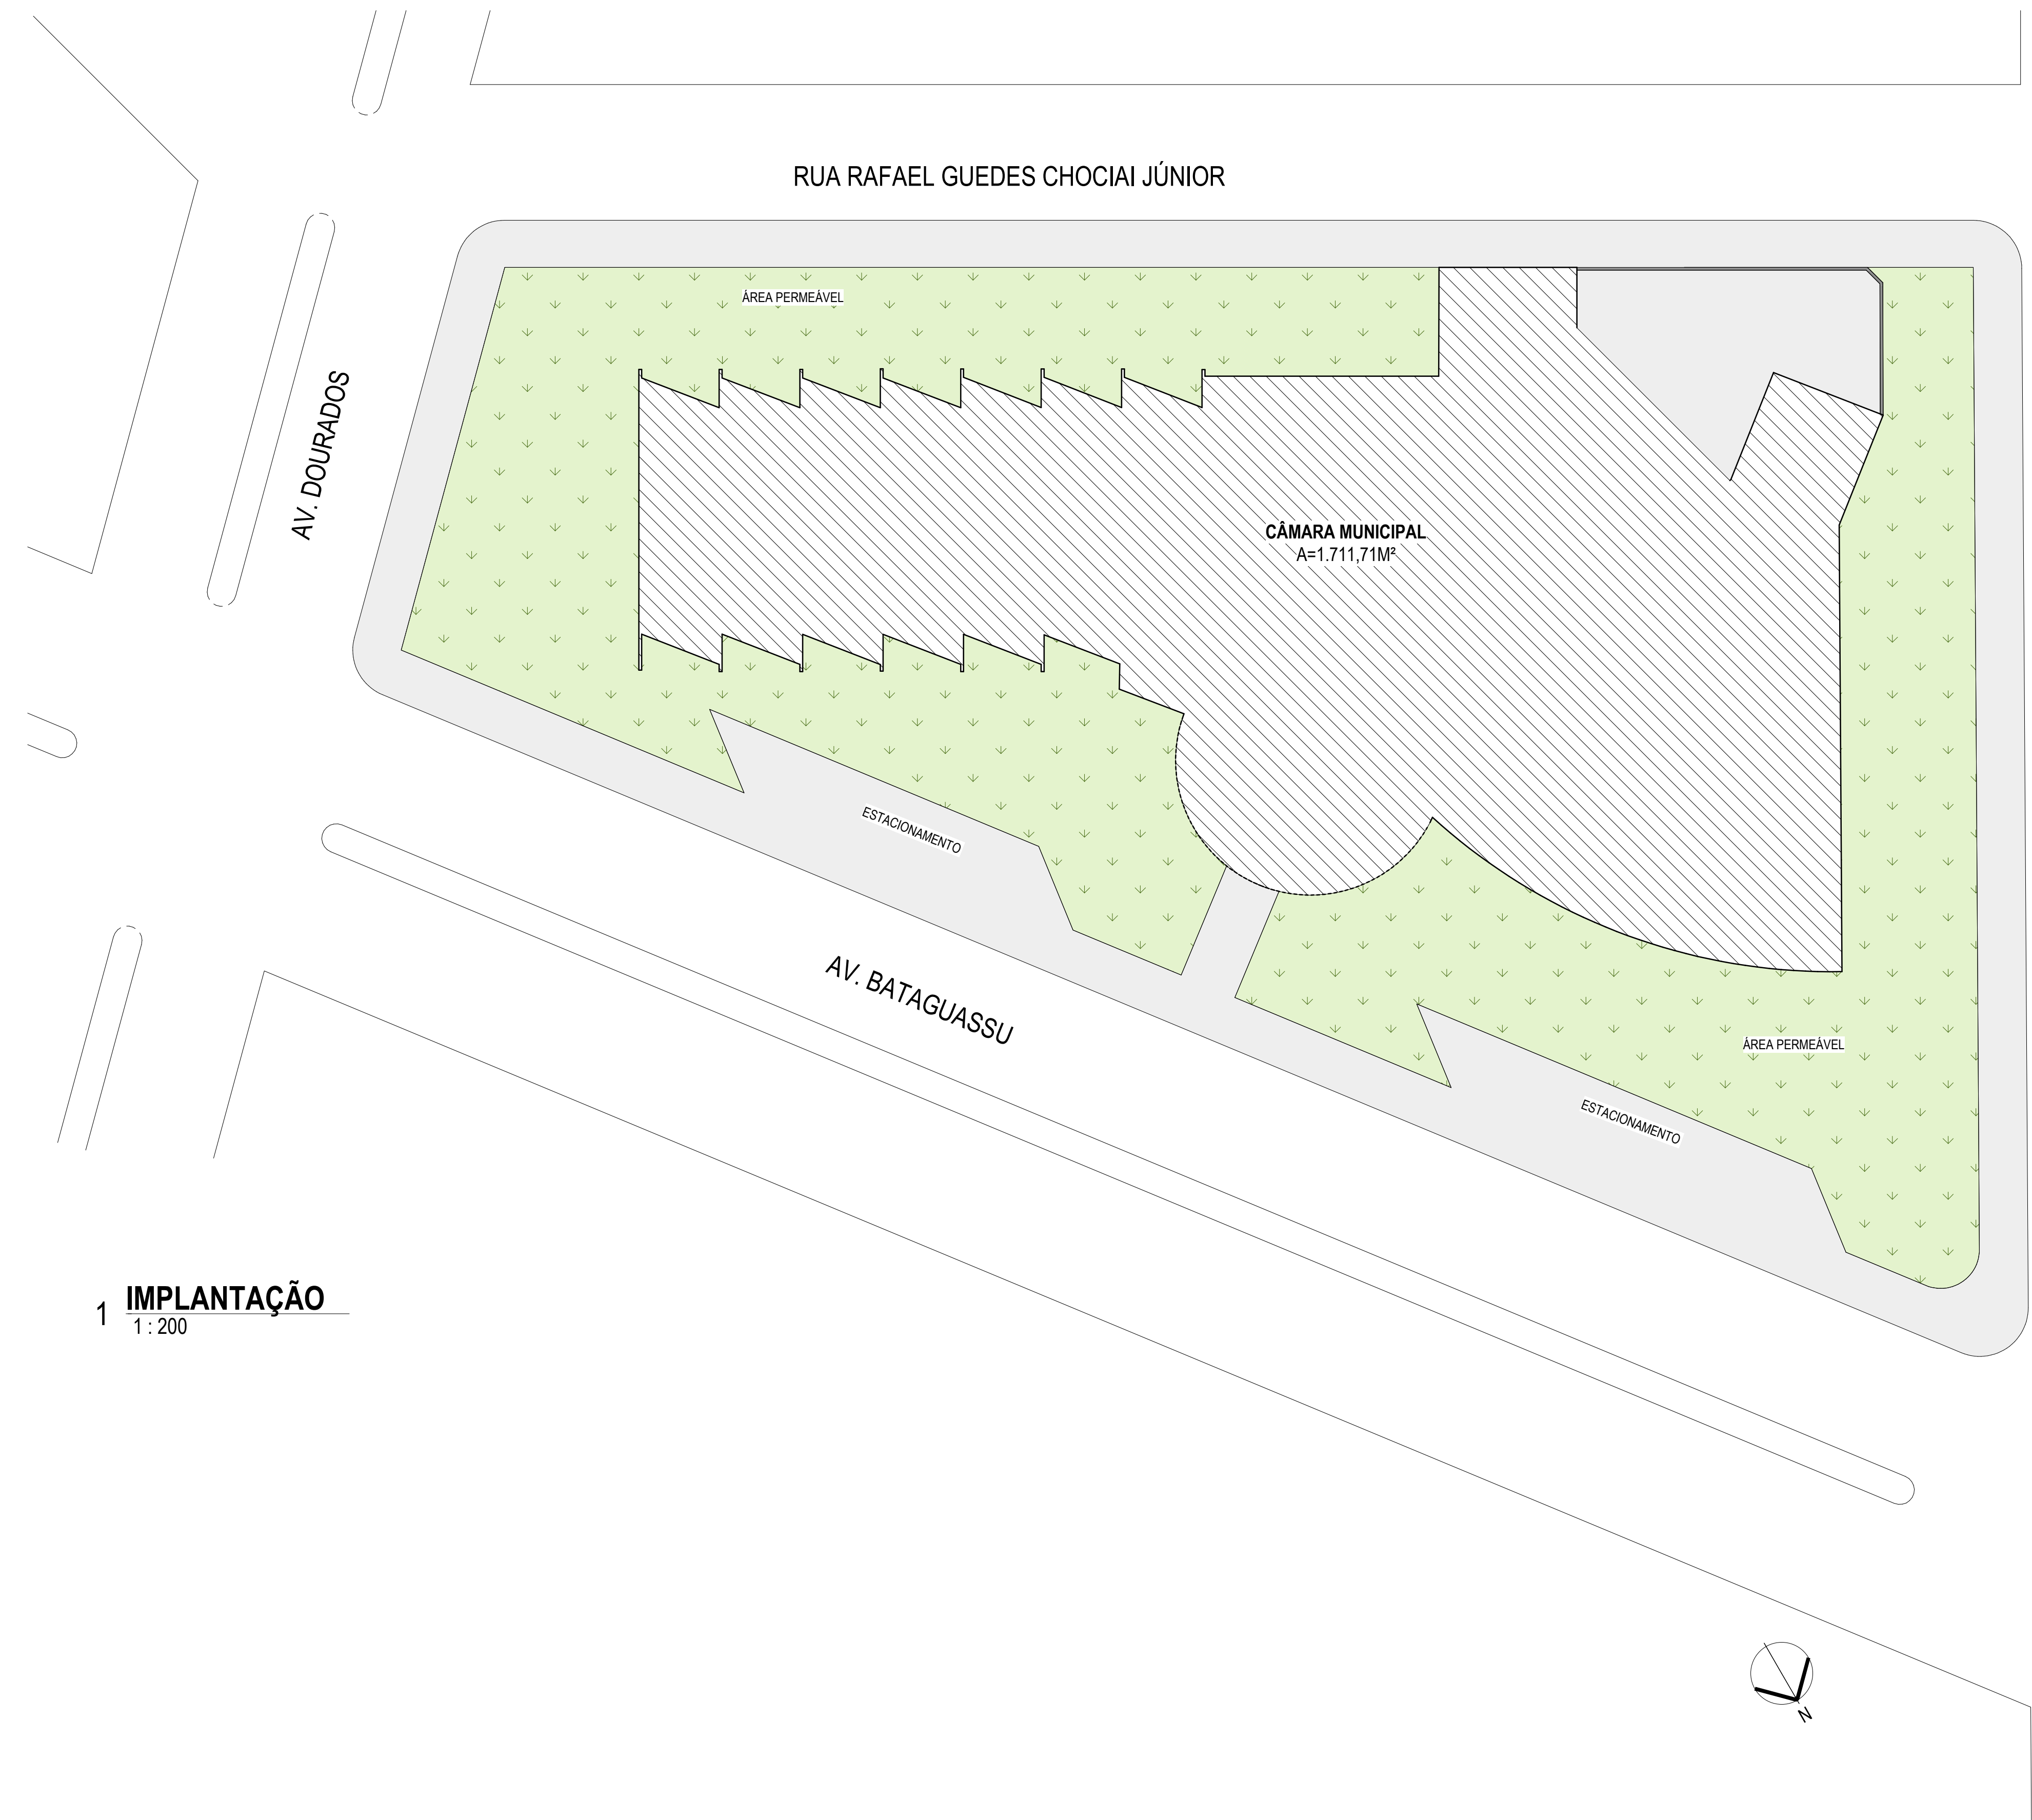 RUA RAFAEL GUEDES CHOCIAI JÚNIOR
ÁREA PERMEÁVEL
AV. DOURADOS
CÂMARA MUNICIPAL
A=1.711,71M²
ESTACIONAMENTO
AV. BATAGUASSU
ÁREA PERMEÁVEL
ESTACIONAMENTO
1 IMPLANTAÇÃO
1 : 200
N